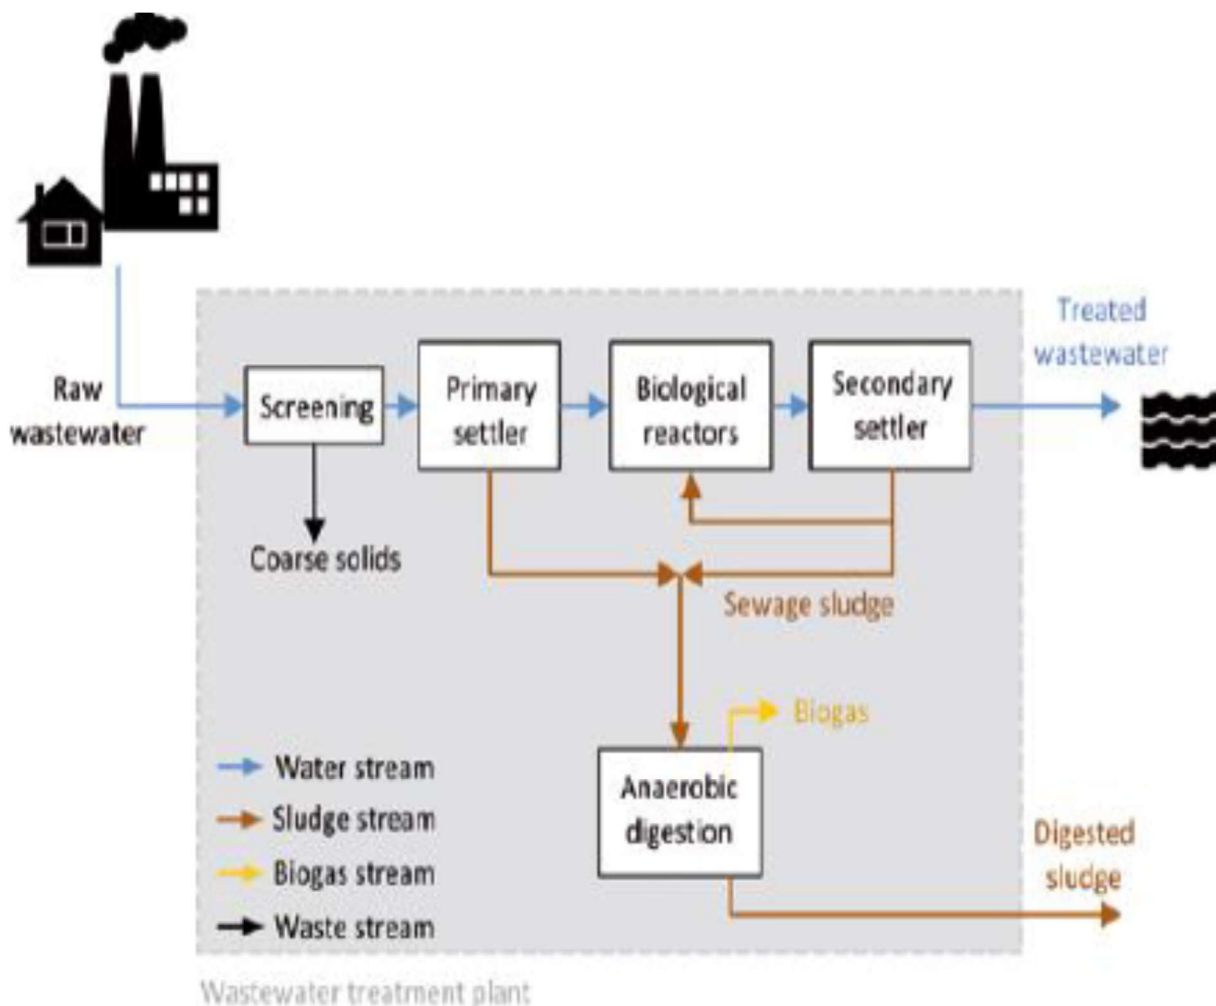 Treated
wastewater
Raw
wastewater
Screening
Primary
settler
Biological
reactors
Secondary
settler
Coarse solids
Sewage sludge
Biogas
Anaerobic
digestion
Water stream
Sludge stream
Biogas stream
Waste stream
Digested
sludge
Wastewater treatment plant